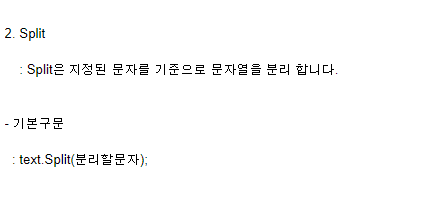 2. Split
: Split은 지정된 문자를 기준으로 문자열을 분리 합니다.
- 기본구문
: text.Split(분리할문자);